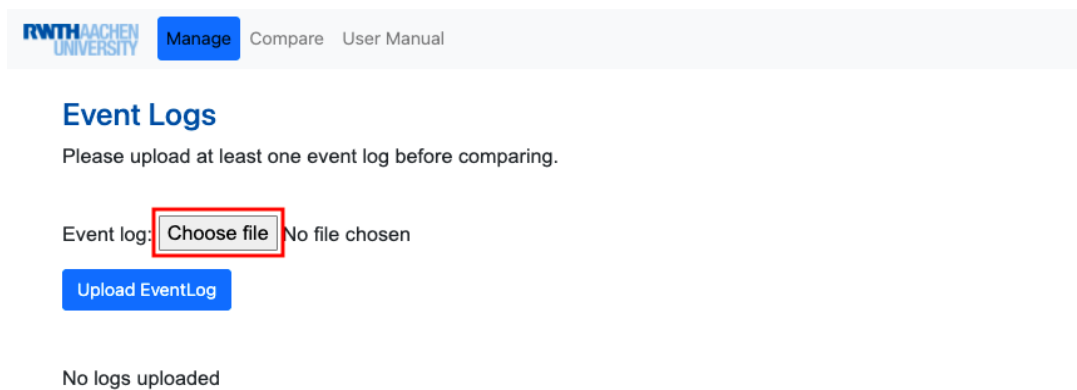 RWTHAACHEN
UNIVERSITY
Manage Compare User Manual
Event Logs
Please upload at least one event log before comparing.
Event log: Choose file No file chosen
Upload EventLog
No logs uploaded